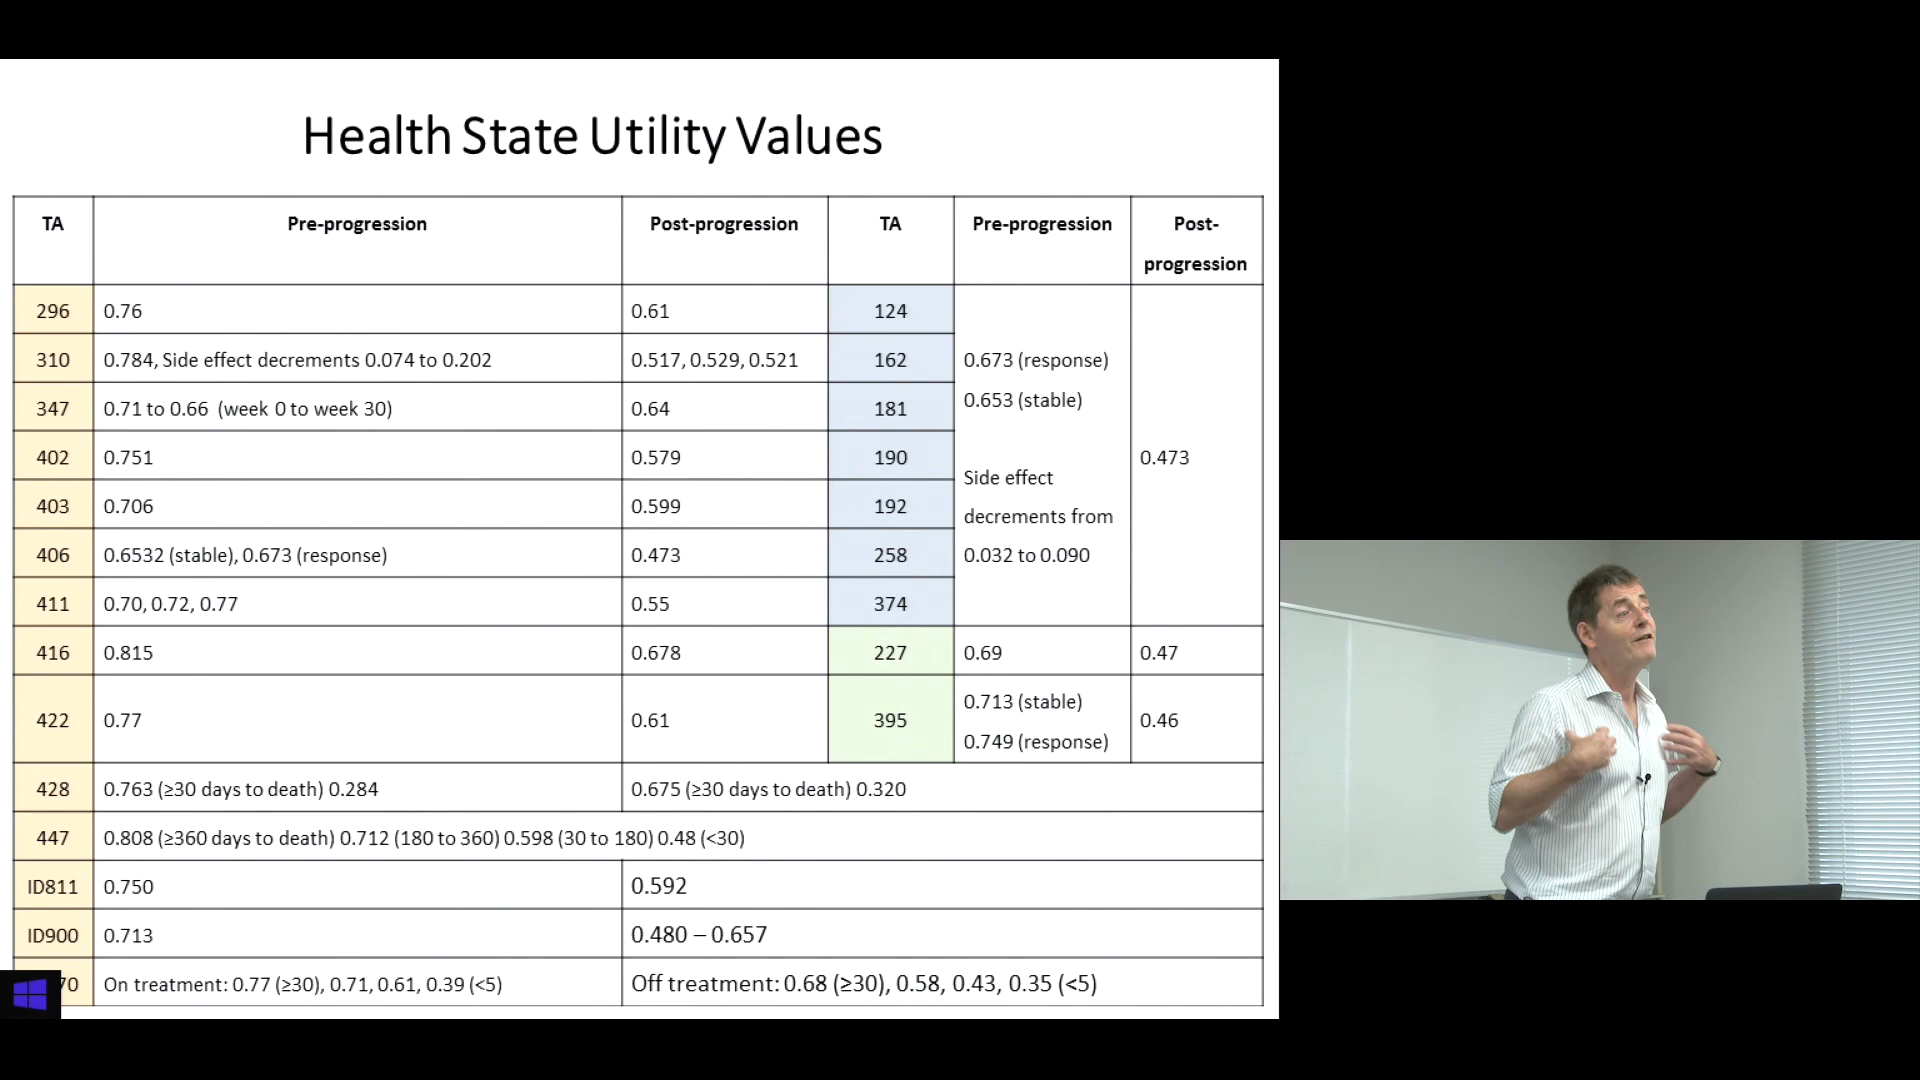 Health State Utility Values
TA Pre-progression Post-progression TA Pre-progression Post-
progression
296 0.76 0.61 124
310 0.784, Side effect decrements 0.074 to 0.202 0.517, 0.529, 0.521 162 0.673 (response)
347 0.71 to 0.66 (week 0 to week 30) 0.64 181 0.653 (stable)
402 0.751 0.579 190 0.473
Side effect
403 0.706 0.599 192 decrements from
406 0.6532 (stable), 0.673 (response) 0.473 258 0.032 to 0.090
411 0.70, 0.72, 0.77 0.55 374
416 0.815 0.678 227 0.69 0.47
422 0.77 0.61 395 0.713 (stable) 0.46
0.749 (response)
428 0.763 (≥30 days to death) 0.284 0.675 (≥30 days to death) 0.320
447 0.808 (≥360 days to death) 0.712 (180 to 360) 0.598 (30 to 180) 0.48 (<30)
ID811 0.750 0.592
ID900 0.713 0.480 – 0.657
70 On treatment: 0.77 (≥30), 0.71, 0.61, 0.39 (<5) Off treatment: 0.68 (≥30), 0.58, 0.43, 0.35 (<5)